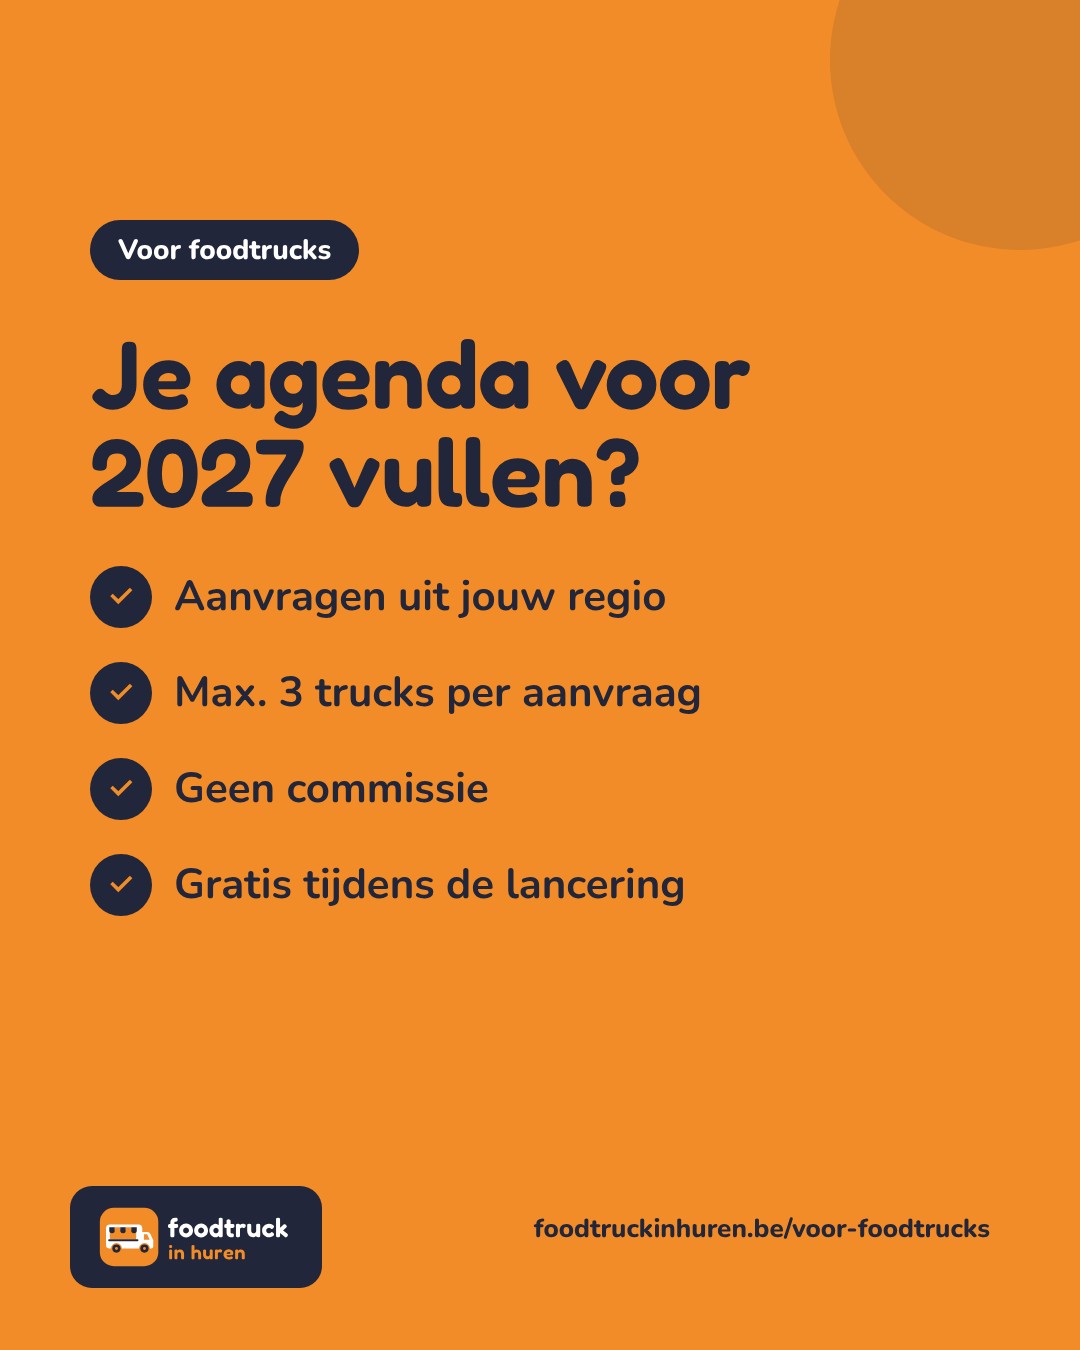 Voor foodtrucks
Je agenda voor
2027 vullen?
Aanvragen uit jouw regio
Max. 3 trucks per aanvraag
Geen commissie
Gratis tijdens de lancering
foodtruck
in huren
foodtruckinhuren.be/voor-foodtrucks